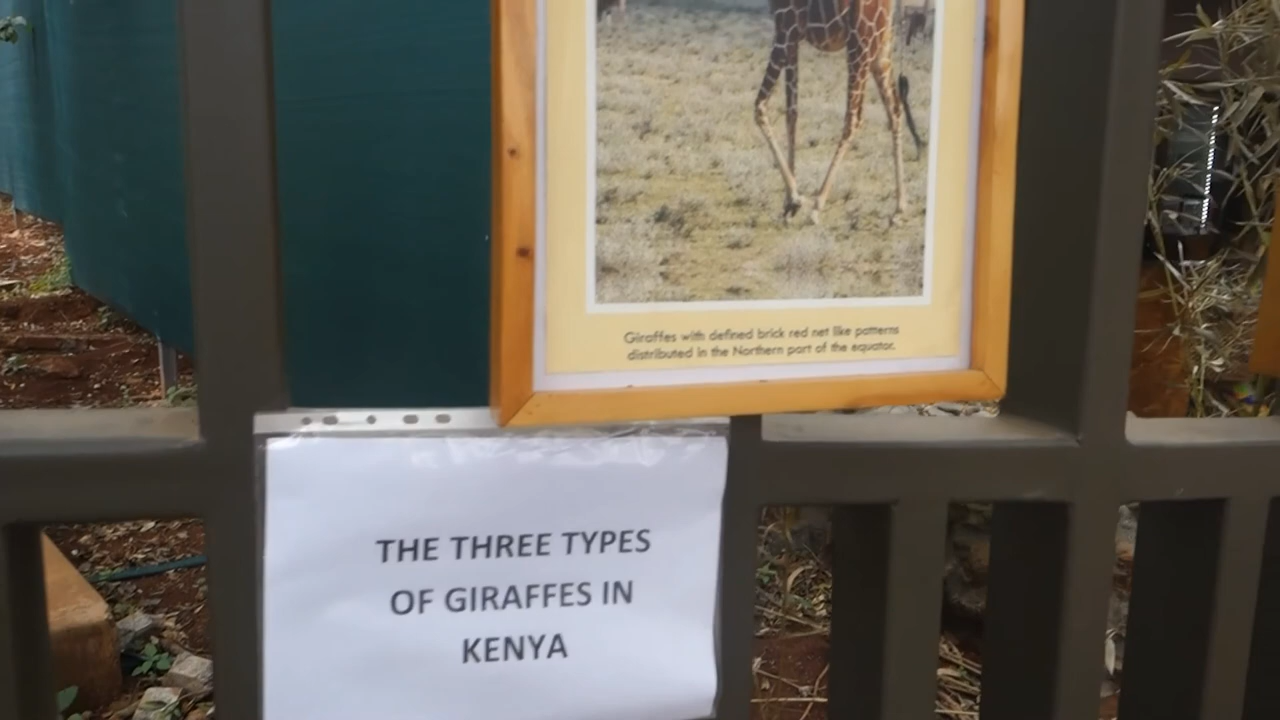 Giraffes with defined brick red net like patterns
distributed in the Northern part of the equator.
THE THREE TYPES
OF GIRAFFES IN
KENYA